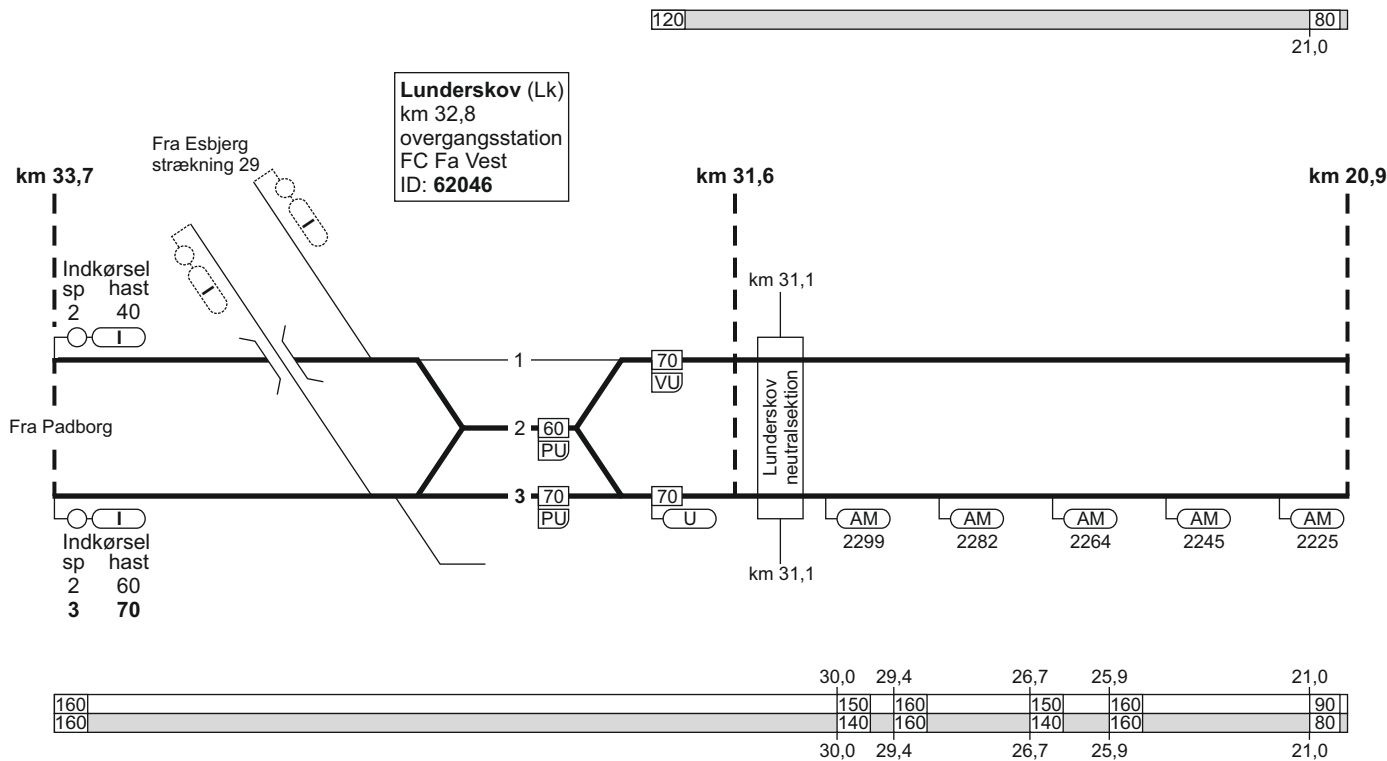 120 80
21,0
Lunderskov (Lk)
km 32,8
overgangsstation
FC Fa Vest
ID: 62046
Fra Esbjerg
strækning 29
km 33,7
km 31,6
km 20,9
I
I
Indkørsel
sp hast
2 40
I
km 31,1
1
70
VU
Fra Padborg
2
60
PU
Lunderskov
neutralsektion
3
70
PU
70
U
I
Indkørsel
sp hast
2 60
3 70
AM AM AM AM AM
2299 2282 2264 2245 2225
km 31,1
30,0 29,4 26,7 25,9 21,0
160 150 160 150 160 90
160 140 160 140 160 80
30,0 29,4 26,7 25,9 21,0